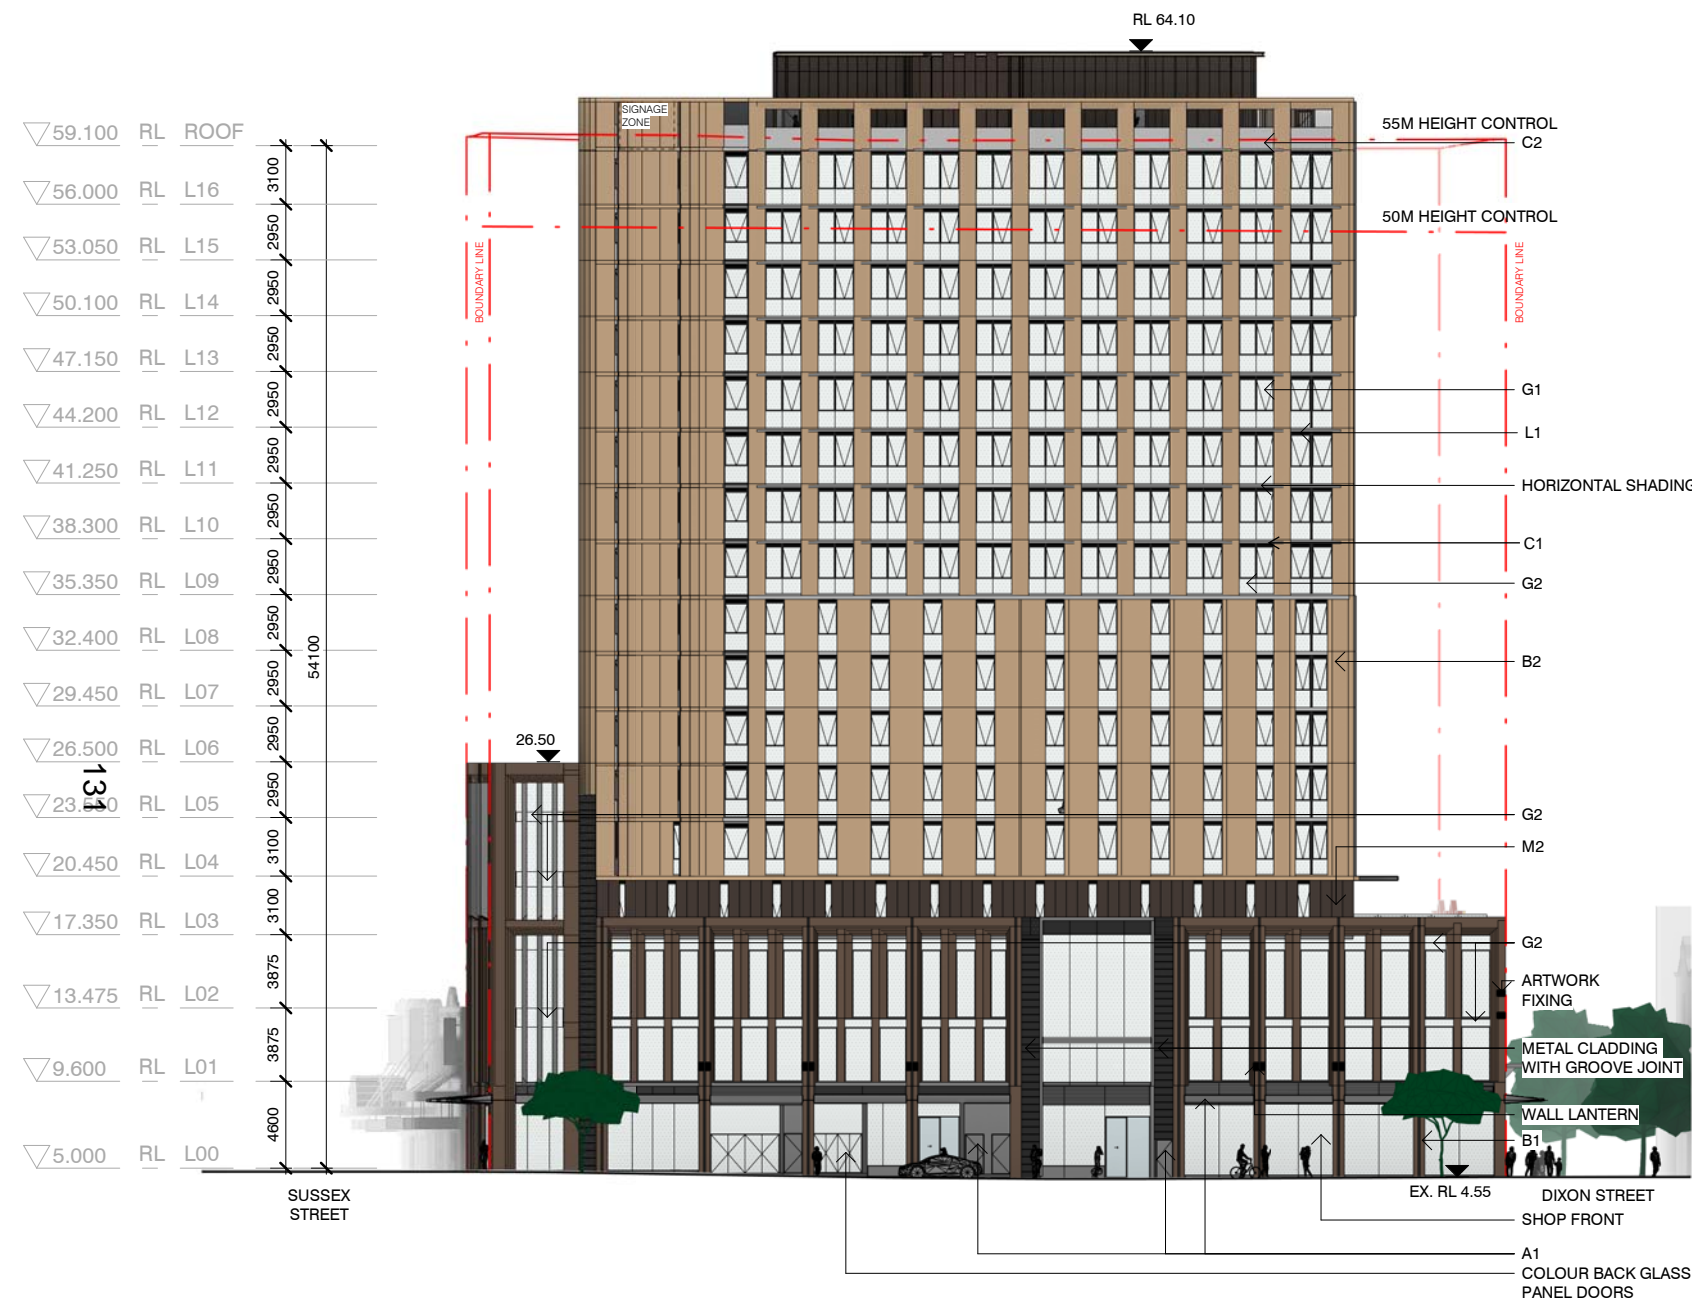 RL 64.10
SIGNAGE
ZONE
59.100 RL ROOF
55M HEIGHT CONTROL
C2
3100
56.000 RL L16
50M HEIGHT CONTROL
2950
53.050 RL L15
BOUNDARY LINE
BOUNDARY LINE
2950
50.100 RL L14
2950
47.150 RL L13
G1
2950
44.200 RL L12
L1
2950
41.250 RL L11
HORIZONTAL SHADING
2950
38.300 RL L10
C1
2950
35.350 RL L09
G2
2950
32.400 RL L08
54100
B2
2950
29.450 RL L07
2950
26.50
26.500 RL L06
131
2950
23.550 RL L05
G2
3100
M2
20.450 RL L04
3100
17.350 RL L03
G2
3875
ARTWORK
FIXING
13.475 RL L02
3875
METAL CLADDING
WITH GROOVE JOINT
9.600 RL L01
4600
WALL LANTERN
B1
5.000 RL L00
EX. RL 4.55
SUSSEX
STREET
DIXON STREET
SHOP FRONT
A1
COLOUR BACK GLASS
PANEL DOORS